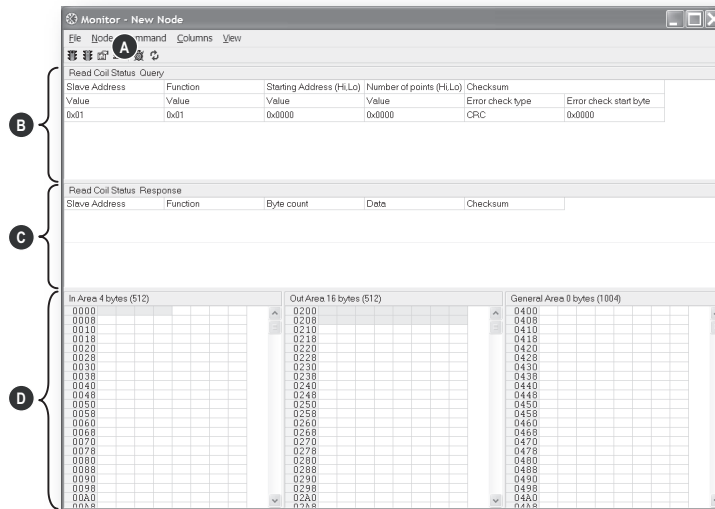 Monitor - New Node
File Node Command Columns View
A
Read Coil Status Query
Slave Address Function Starting Address (Hi,Lo) Number of points (Hi,Lo) Checksum
Value Value Value Value Error check type Error check start byte
0x01 0x01 0x0000 0x0000 CRC 0x0000
B
Read Coil Status Response
Slave Address Function Byte count Data Checksum
C
In Area 4 bytes (512) Out Area 16 bytes (512) General Area 0 bytes (1004)
0000 0200 0400
0008 0208 0408
0010 0210 0410
0018 0218 0418
0020 0220 0420
0028 0228 0428
0030 0230 0430
0038 0238 0438
0040 0240 0440
0048 0248 0448
0050 0250 0450
0058 0258 0458
0060 0260 0460
0068 0268 0468
D
0070 0270 0470
0078 0278 0478
0080 0280 0480
0088 0288 0488
0090 0290 0490
0098 0298 0498
00A0 02A0 04A0
00A8 02A8 04A8